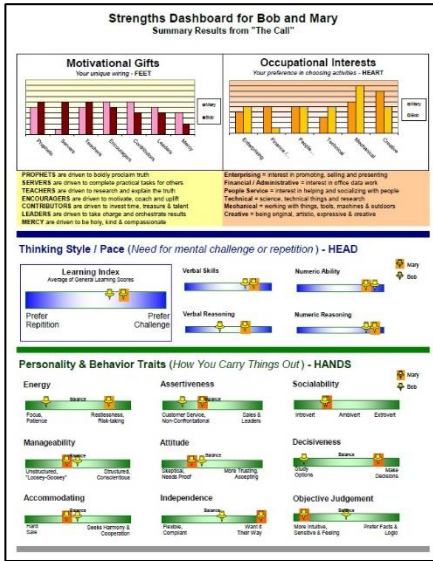 Strengths Dashboard for Bob and Mary
Summary Results from "The Call"
Motivational Gifts
Your unique wiring - FEET
Mary
Bob
Prophets
Servers
Teachers
Encouragers
Contributors
Leaders
Mercy
Occupational Interests
Your preference in choosing activities - HEART
Mary
Bob
Enterprising
Finance /...
People...
Technical
Mechanical
Creative
PROPHETS are driven to boldly proclaim truth
SERVERS are driven to complete practical tasks for others.
TEACHERS are driven to research and explain the truth
ENCOURAGERS are driven to motivate, coach and uplift
CONTRIBUTORS are driven to invest time, treasure & talent
LEADERS are driven to take charge and orchestrate results
MERCY are driven to be holy, kind & compassionate
Enterprising = interest in promoting, selling and presenting
Financial / Administrative = interest in office data work
People Service = interest in helping and socializing with people
Technical = science, technical things and research
Mechanical = working with things, tools, machines & outdoors
Creative = being original, artistic, expressive & creative
Thinking Style / Pace (Need for mental challenge or repetition) - HEAD
Learning Index
Average of General Learning Scores
Prefer
Repitition
Prefer
Challenge
Verbal Skills
Numeric Ability
Verbal Reasoning
Numeric Reasoning
Mary
Bob
Personality & Behavior Traits (How You Carry Things Out) - HANDS
Mary
Bob
Energy
Balance
Focus,
Patience
Restlessness,
Risk-taking
Assertiveness
Balance
Customer Service,
Non-Confrontational
Sales &
Leaders
Socialability
Balance
Introvert
Ambivert
Extrovert
Manageability
Balance
Unstructured,
"Loosey-Goosey"
Structured,
Conscientious
Attitude
Balance
Skeptical,
Needs Proof
More Trusting,
Accepting
Decisiveness
Balance
Study
Options
Make
Decisions
Accommodating
Balance
Hard
Sale
Seeks Harmony &
Cooperation
Independence
Balance
Flexible,
Compliant
Want it
Their Way
Objective Judgement
Balance
More Intuitive,
Sensitive & Feeling
Prefer Facts &
Logic